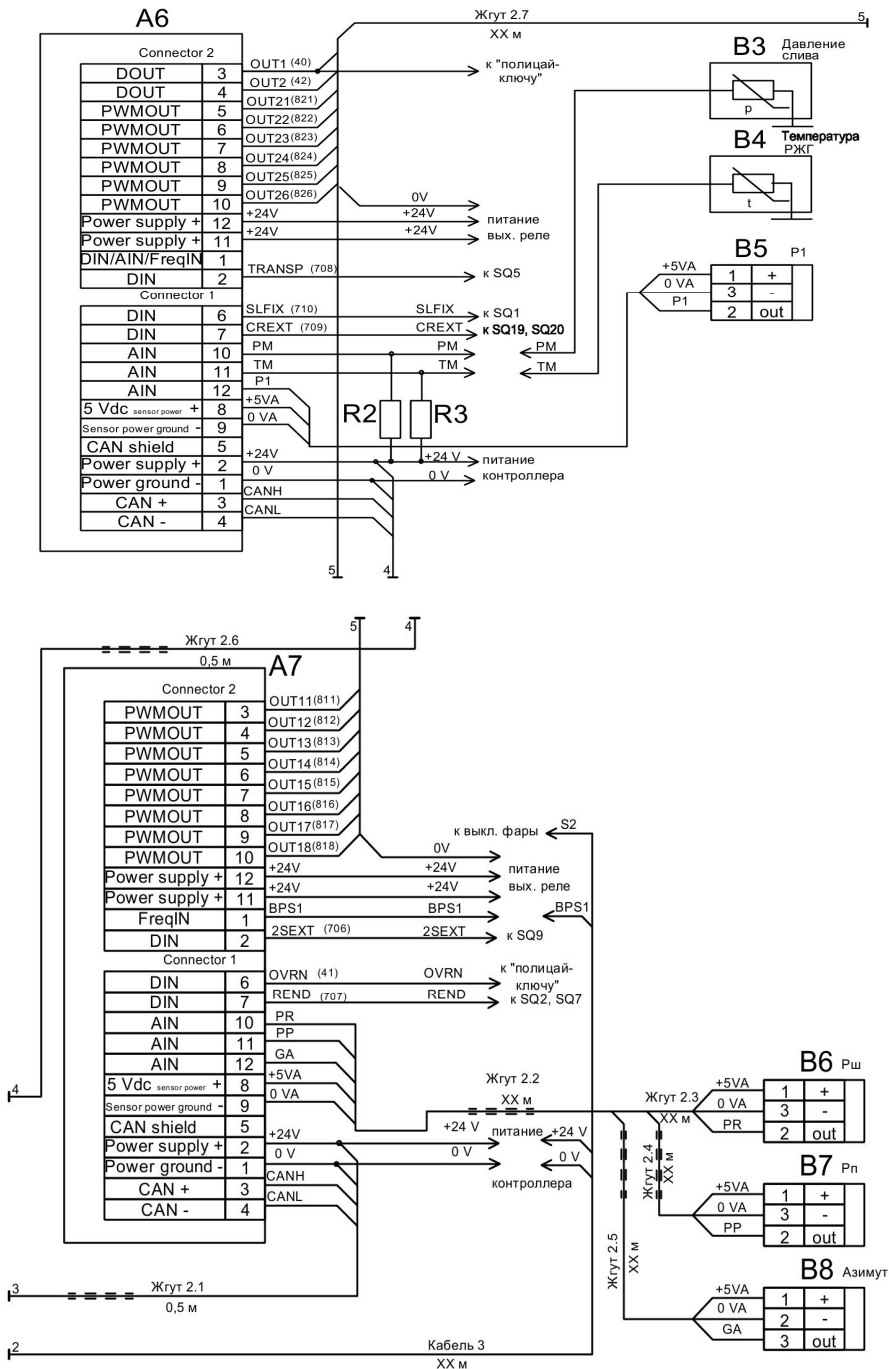 A6
Жгут 2.7
ХХ м
5
Connector 2
DOUT 3 OUT1 (40)
к "полицай-
ключу"
DOUT 4 OUT2 (42)
PWMOUT 5 OUT21(821)
PWMOUT 6 OUT22(822)
PWMOUT 7 OUT23(823)
PWMOUT 8 OUT24(824)
PWMOUT 9 OUT25(825)
PWMOUT 10 OUT26(826)
0V
Power supply + 12 +24V +24V
питание
Power supply + 11 +24V +24V
вых. реле
DIN/AIN/FreqIN 1
DIN 2 TRANSP (708) к SQ5
Connector 1
DIN 6 SLFIX (710) SLFIX к SQ1
DIN 7 CREXT (709) CREXT к SQ19, SQ20
AIN 10 PM PM PM
AIN 11 TM TM TM
AIN 12 P1
5 Vdc sensor power + 8 +5VA
Sensor power ground - 9 0 VA
R2 R3
CAN shield 5
Power supply + 2 +24V +24 V питание
Power ground - 1 0 V 0 V контроллера
CAN + 3 CANH
CAN - 4 CANL
5 4
B3 Давление
слива
p
B4 Температура
РЖГ
t
B5 P1
+5VA 1 +
0 VA 3 -
P1 2 out
5 4
Жгут 2.6
0,5 м
A7
Connector 2
PWMOUT 3 OUT11(811)
PWMOUT 4 OUT12(812)
PWMOUT 5 OUT13(813)
PWMOUT 6 OUT14(814)
PWMOUT 7 OUT15(815)
PWMOUT 8 OUT16(816)
PWMOUT 9 OUT17(817)
PWMOUT 10 OUT18(818)
к выкл. фары S2
0V
Power supply + 12 +24V +24V питание
Power supply + 11 +24V +24V вых. реле
FreqIN 1 BPS1 BPS1 BPS1
DIN 2 2SEXT (706) 2SEXT к SQ9
Connector 1
DIN 6 OVRN (41) OVRN к "полицай-
ключу"
DIN 7 REND (707) REND к SQ2, SQ7
AIN 10 PR
AIN 11 PP
AIN 12 GA
5 Vdc sensor power + 8 +5VA
Sensor power ground - 9 0 VA
CAN shield 5
Power supply + 2 +24V +24 V питание +24 V
Power ground - 1 0 V 0 V контроллера 0 V
CAN + 3 CANH
CAN - 4 CANL
4
Жгут 2.2
ХХ м
Жгут 2.3
ХХ м
Жгут 2.4
ХХ м
Жгут 2.5
ХХ м
B6 Рш
+5VA 1 +
0 VA 3 -
PR 2 out
B7 Рп
+5VA 1 +
0 VA 3 -
PP 2 out
B8 Азимут
+5VA 1 +
0 VA 2 -
GA 3 out
3
Жгут 2.1
0,5 м
2
Кабель 3
ХХ м